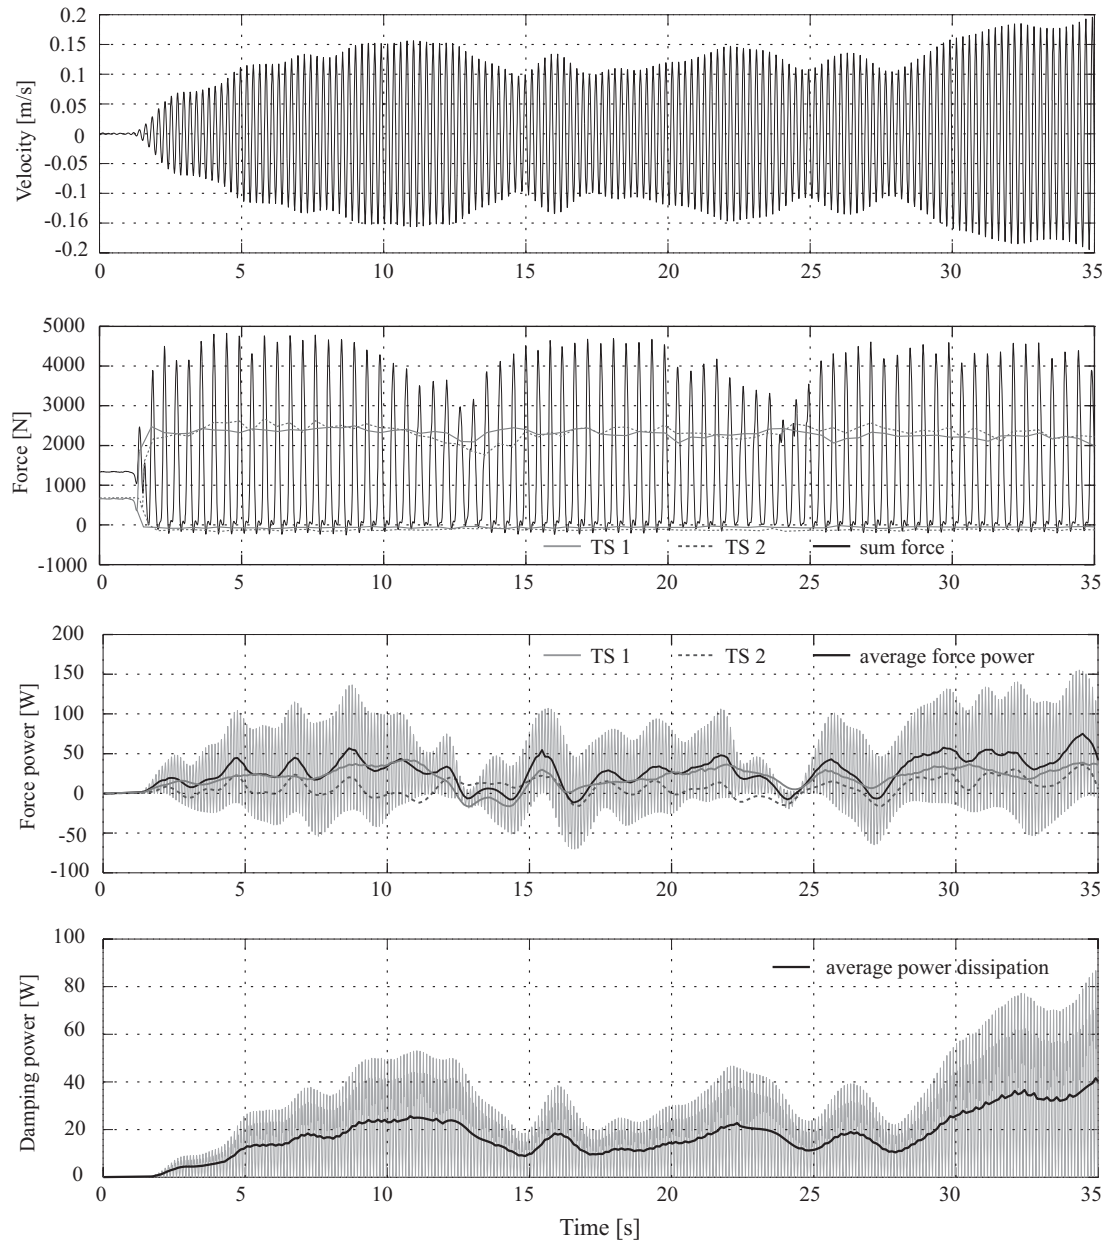 0.2
0.15
0.1
0.05
0
-0.05
-0.1
-0.16
-0.2
Velocity [m/s]
0 5 10 15 20 25 30 35
5000
4000
3000
2000
1000
0
-1000
Force [N]
TS 1 TS 2 sum force
0 5 10 15 20 25 30 35
200
150
100
50
0
-50
-100
Force power [W]
TS 1 TS 2 average force power
0 5 10 15 20 25 30 35
100
80
60
40
20
0
Damping power [W]
average power dissipation
0 5 10 15 20 25 30 35
Time [s]